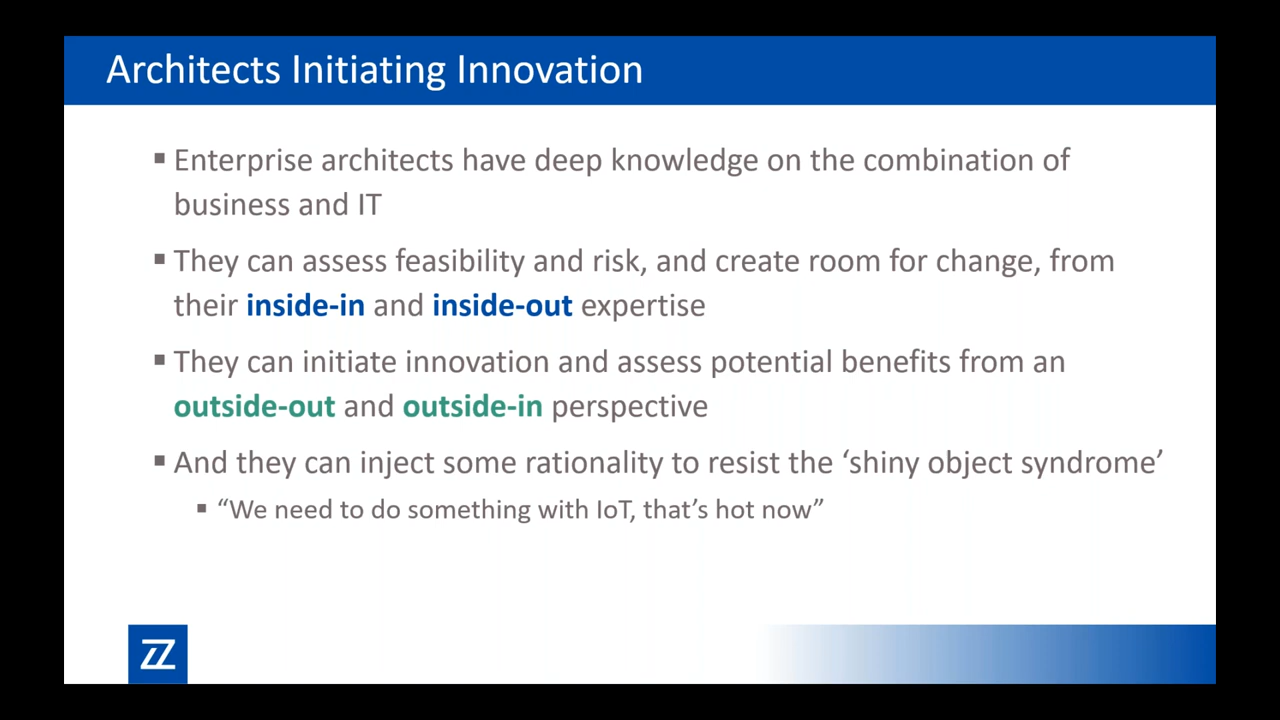 Architects Initiating Innovation
▪ Enterprise architects have deep knowledge on the combination of
business and IT
▪ They can assess feasibility and risk, and create room for change, from
their inside-in and inside-out expertise
▪ They can initiate innovation and assess potential benefits from an
outside-out and outside-in perspective
▪ And they can inject some rationality to resist the ‘shiny object syndrome’
▪ “We need to do something with IoT, that’s hot now”